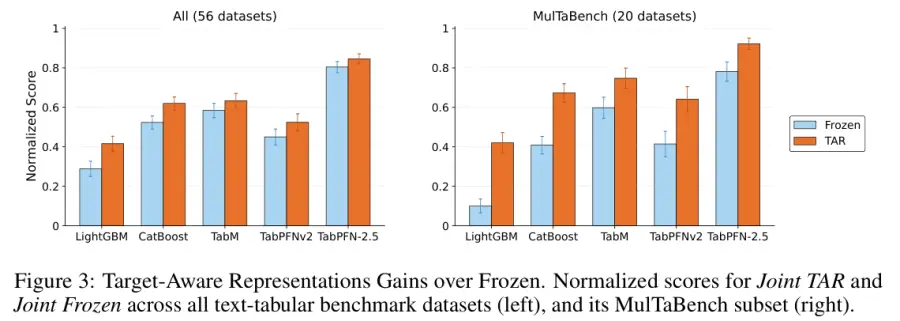 All (56 datasets)
1
0.8
0.6
0.4
0.2
0
Normalized Score
LightGBM CatBoost TabM TabPFNv2 TabPFN-2.5
MulTaBench (20 datasets)
1
0.8
0.6
0.4
0.2
0
LightGBM CatBoost TabM TabPFNv2 TabPFN-2.5
Frozen
TAR
Figure 3: Target-Aware Representations Gains over Frozen. Normalized scores for Joint TAR and
Joint Frozen across all text-tabular benchmark datasets (left), and its MulTaBench subset (right).